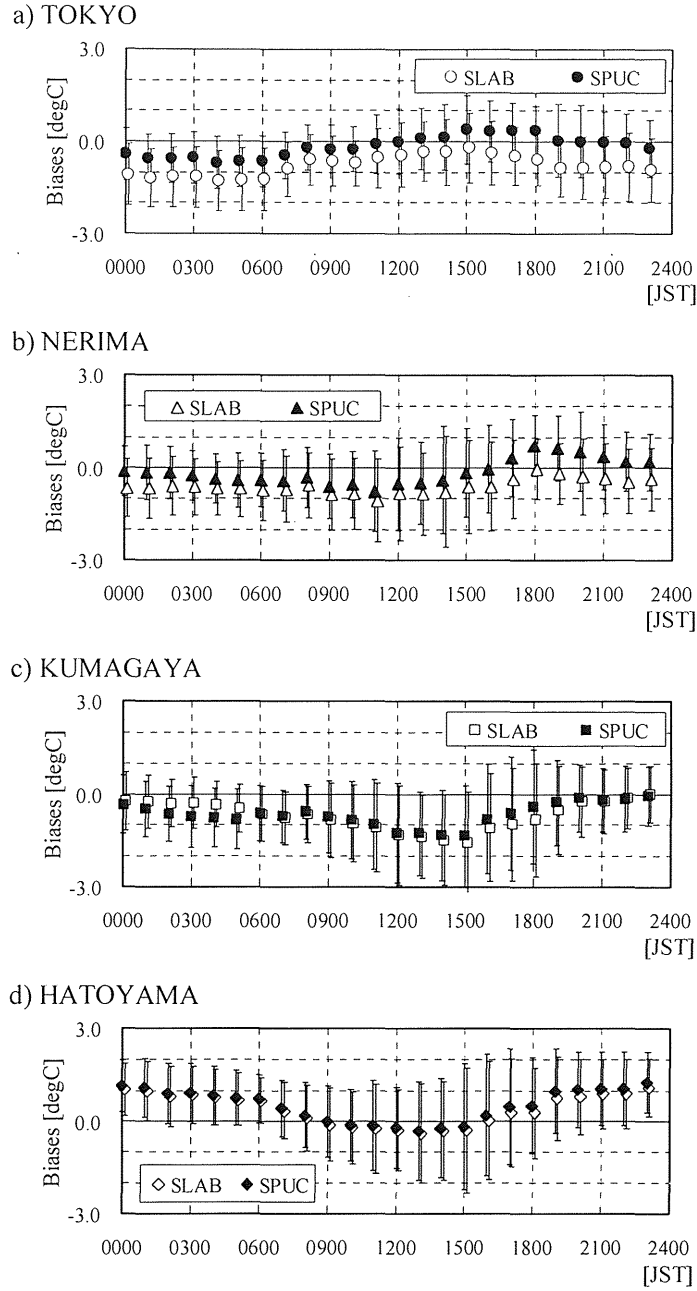 a) TOKYO
3.0
SLAB SPUC
0.0
Biases [degC]
-3.0
0000 0300 0600 0900 1200 1500 1800 2100 2400
[JST]
b) NERIMA
3.0
SLAB SPUC
0.0
Biases [degC]
-3.0
0000 0300 0600 0900 1200 1500 1800 2100 2400
[JST]
c) KUMAGAYA
3.0
SLAB SPUC
0.0
Biases [degC]
-3.0
0000 0300 0600 0900 1200 1500 1800 2100 2400
[JST]
d) HATOYAMA
3.0
0.0
Biases [degC]
SLAB SPUC
-3.0
0000 0300 0600 0900 1200 1500 1800 2100 2400
[JST]